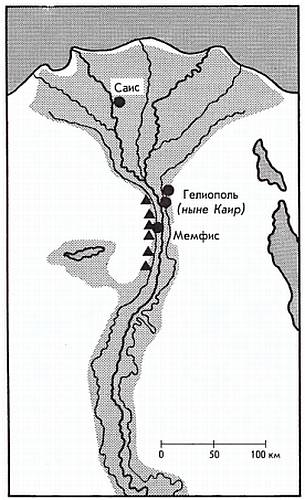 Саис
Гелиополь
(ныне Каир)
Мемфис
0 50 100 км